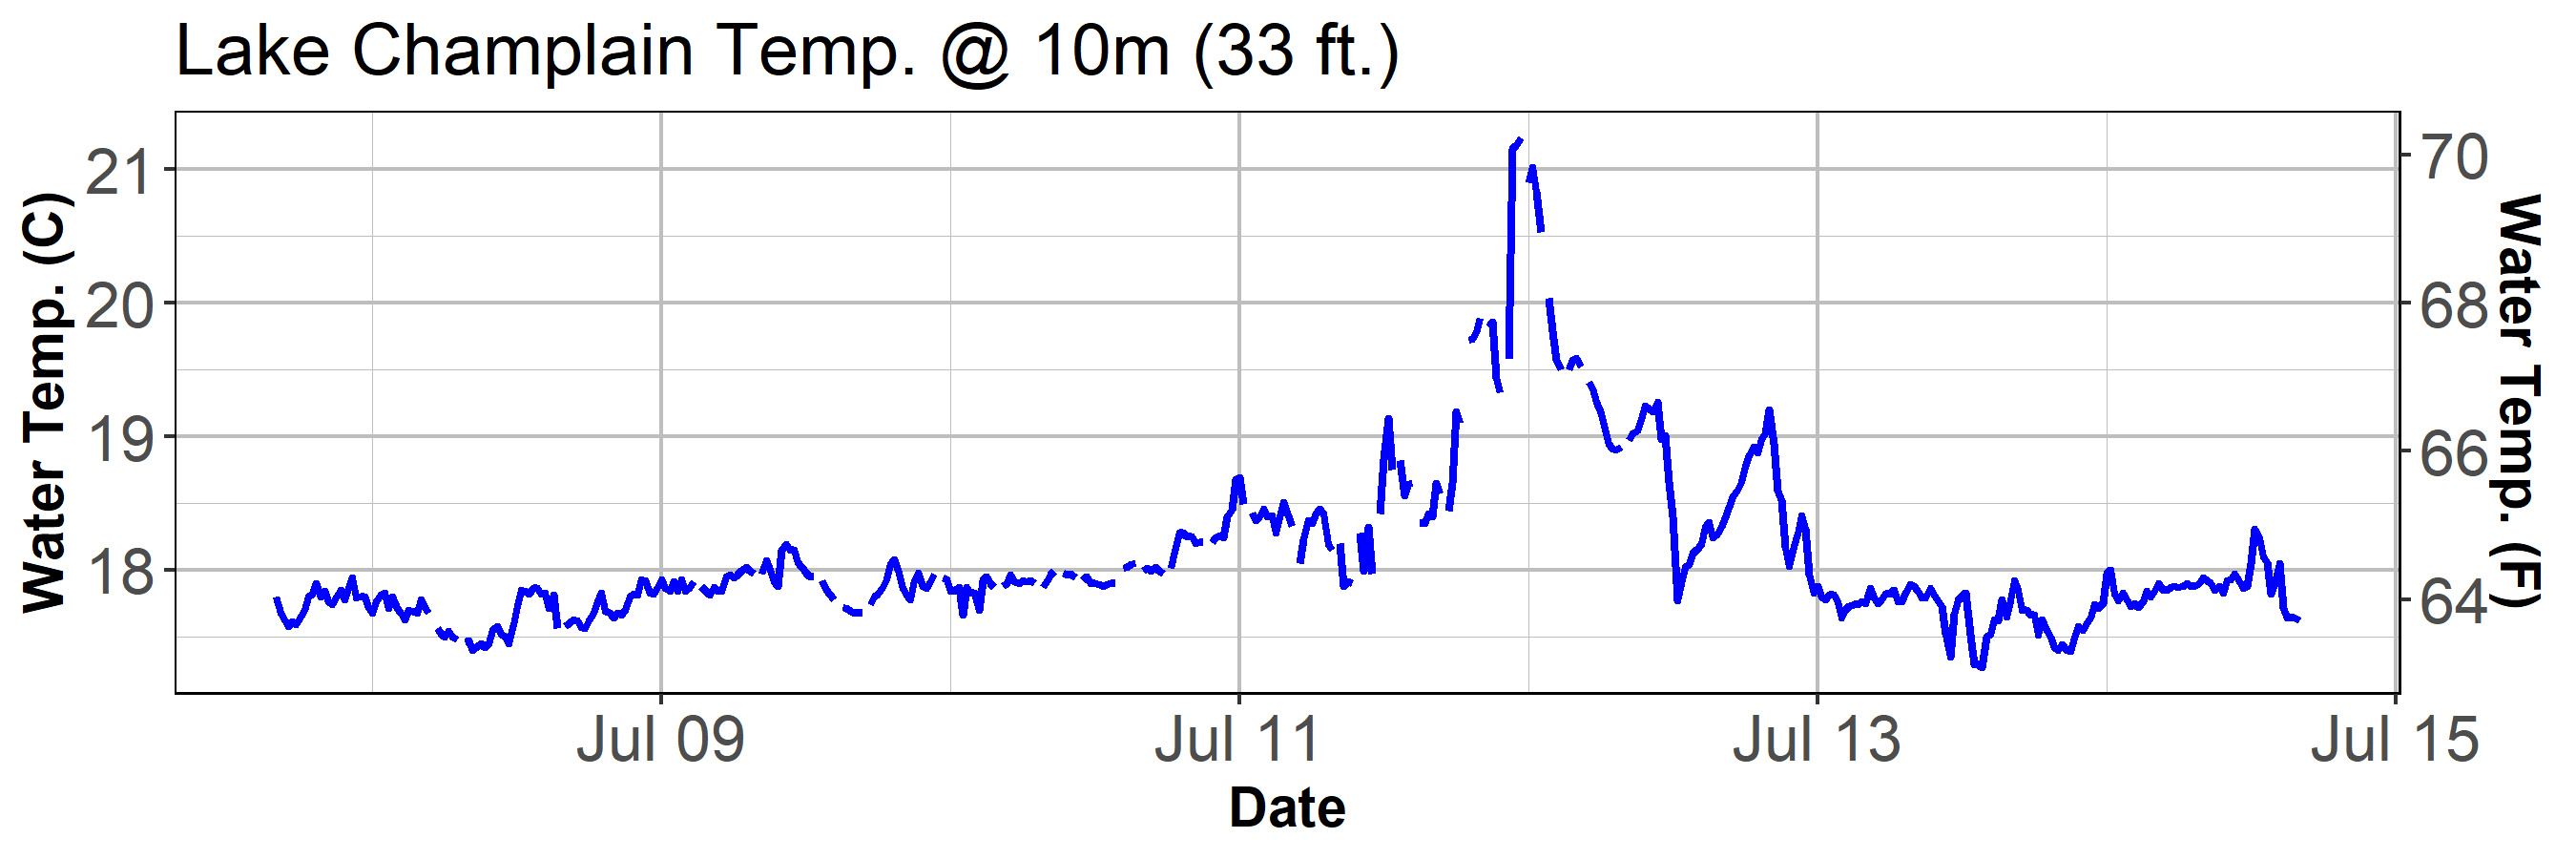 Lake Champlain Temp. @ 10m (33 ft.)
Water Temp. (C)
21
20
19
18
70
68
66
64
Water Temp. (F)
Jul 09
Jul 11
Jul 13
Jul 15
Date